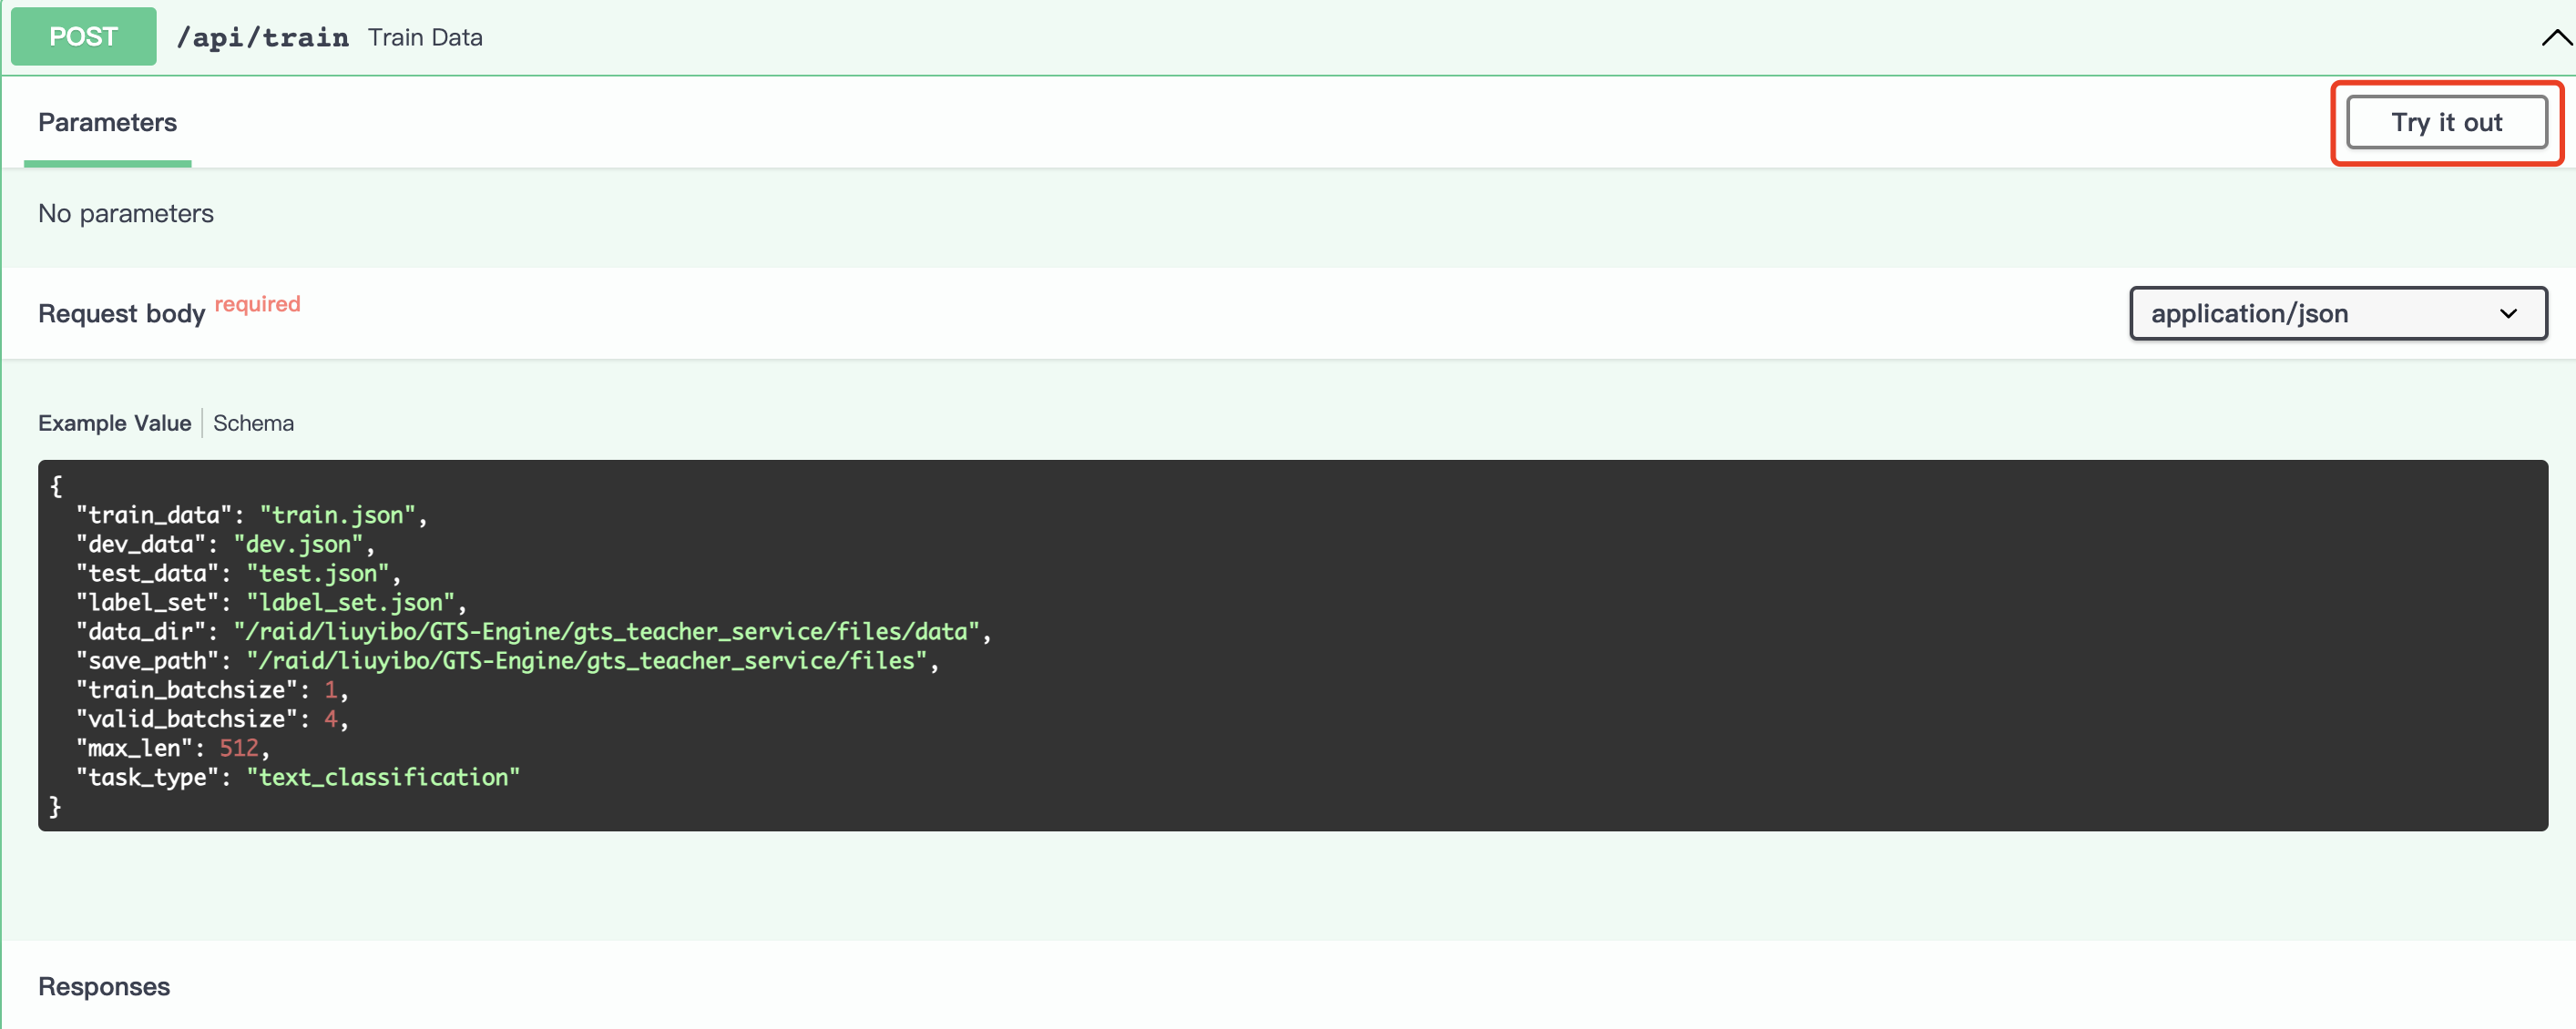 POST /api/train Train Data
Parameters
Try it out
No parameters
Request body required
application/json
Example Value | Schema
{
  "train_data": "train.json",
  "dev_data": "dev.json",
  "test_data": "test.json",
  "label_set": "label_set.json",
  "data_dir": "/raid/liuyibo/GTS-Engine/gts_teacher_service/files/data",
  "save_path": "/raid/liuyibo/GTS-Engine/gts_teacher_service/files",
  "train_batchsize": 1,
  "valid_batchsize": 4,
  "max_len": 512,
  "task_type": "text_classification"
}
Responses